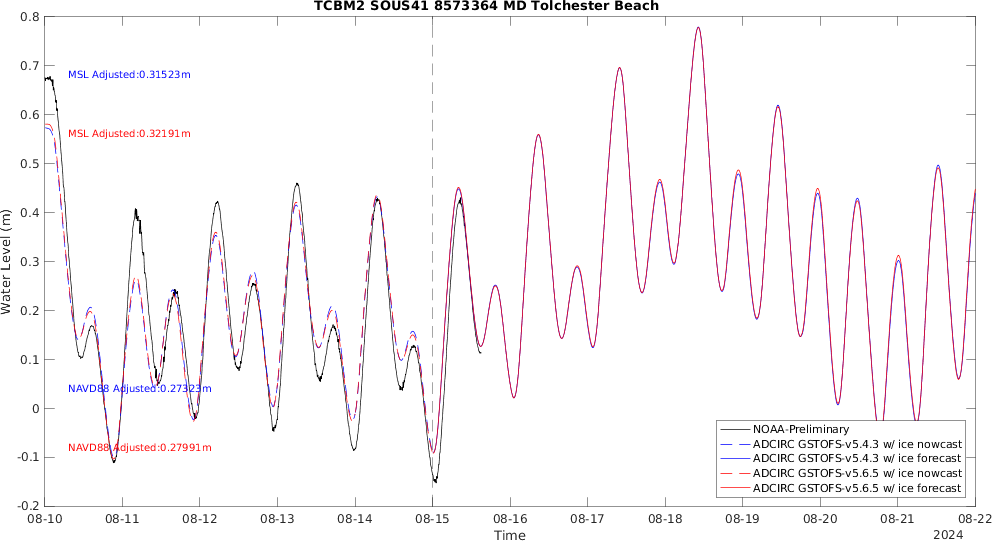 TCBM2 SOUS41 8573364 MD Tolchester Beach
Water Level (m)
0.8
0.7
0.6
0.5
0.4
0.3
0.2
0.1
0
-0.1
-0.2
MSL Adjusted:0.31523m
MSL Adjusted:0.32191m
NAVD88 Adjusted:0.27323m
NAVD88 Adjusted:0.27991m
NOAA-Preliminary
ADCIRC GSTOFS-v5.4.3 w/ ice nowcast
ADCIRC GSTOFS-v5.4.3 w/ ice forecast
ADCIRC GSTOFS-v5.6.5 w/ ice nowcast
ADCIRC GSTOFS-v5.6.5 w/ ice forecast
08-10 08-11 08-12 08-13 08-14 08-15 08-16 08-17 08-18 08-19 08-20 08-21 08-22
Time
2024